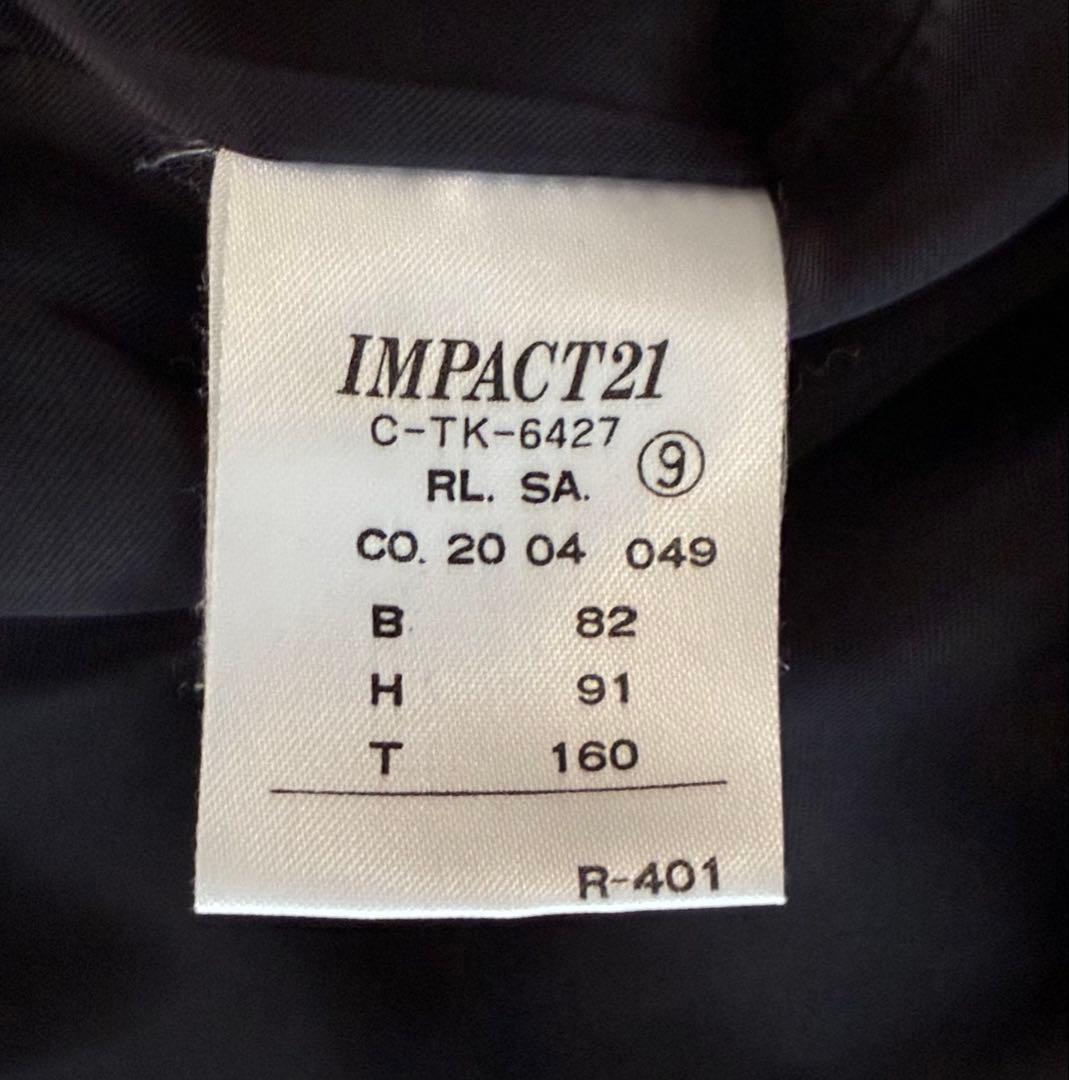 IMPACT21
C-TK-6427
RL. SA. ⑨
CO. 20 04 049
B 82
H 91
T 160
R-401